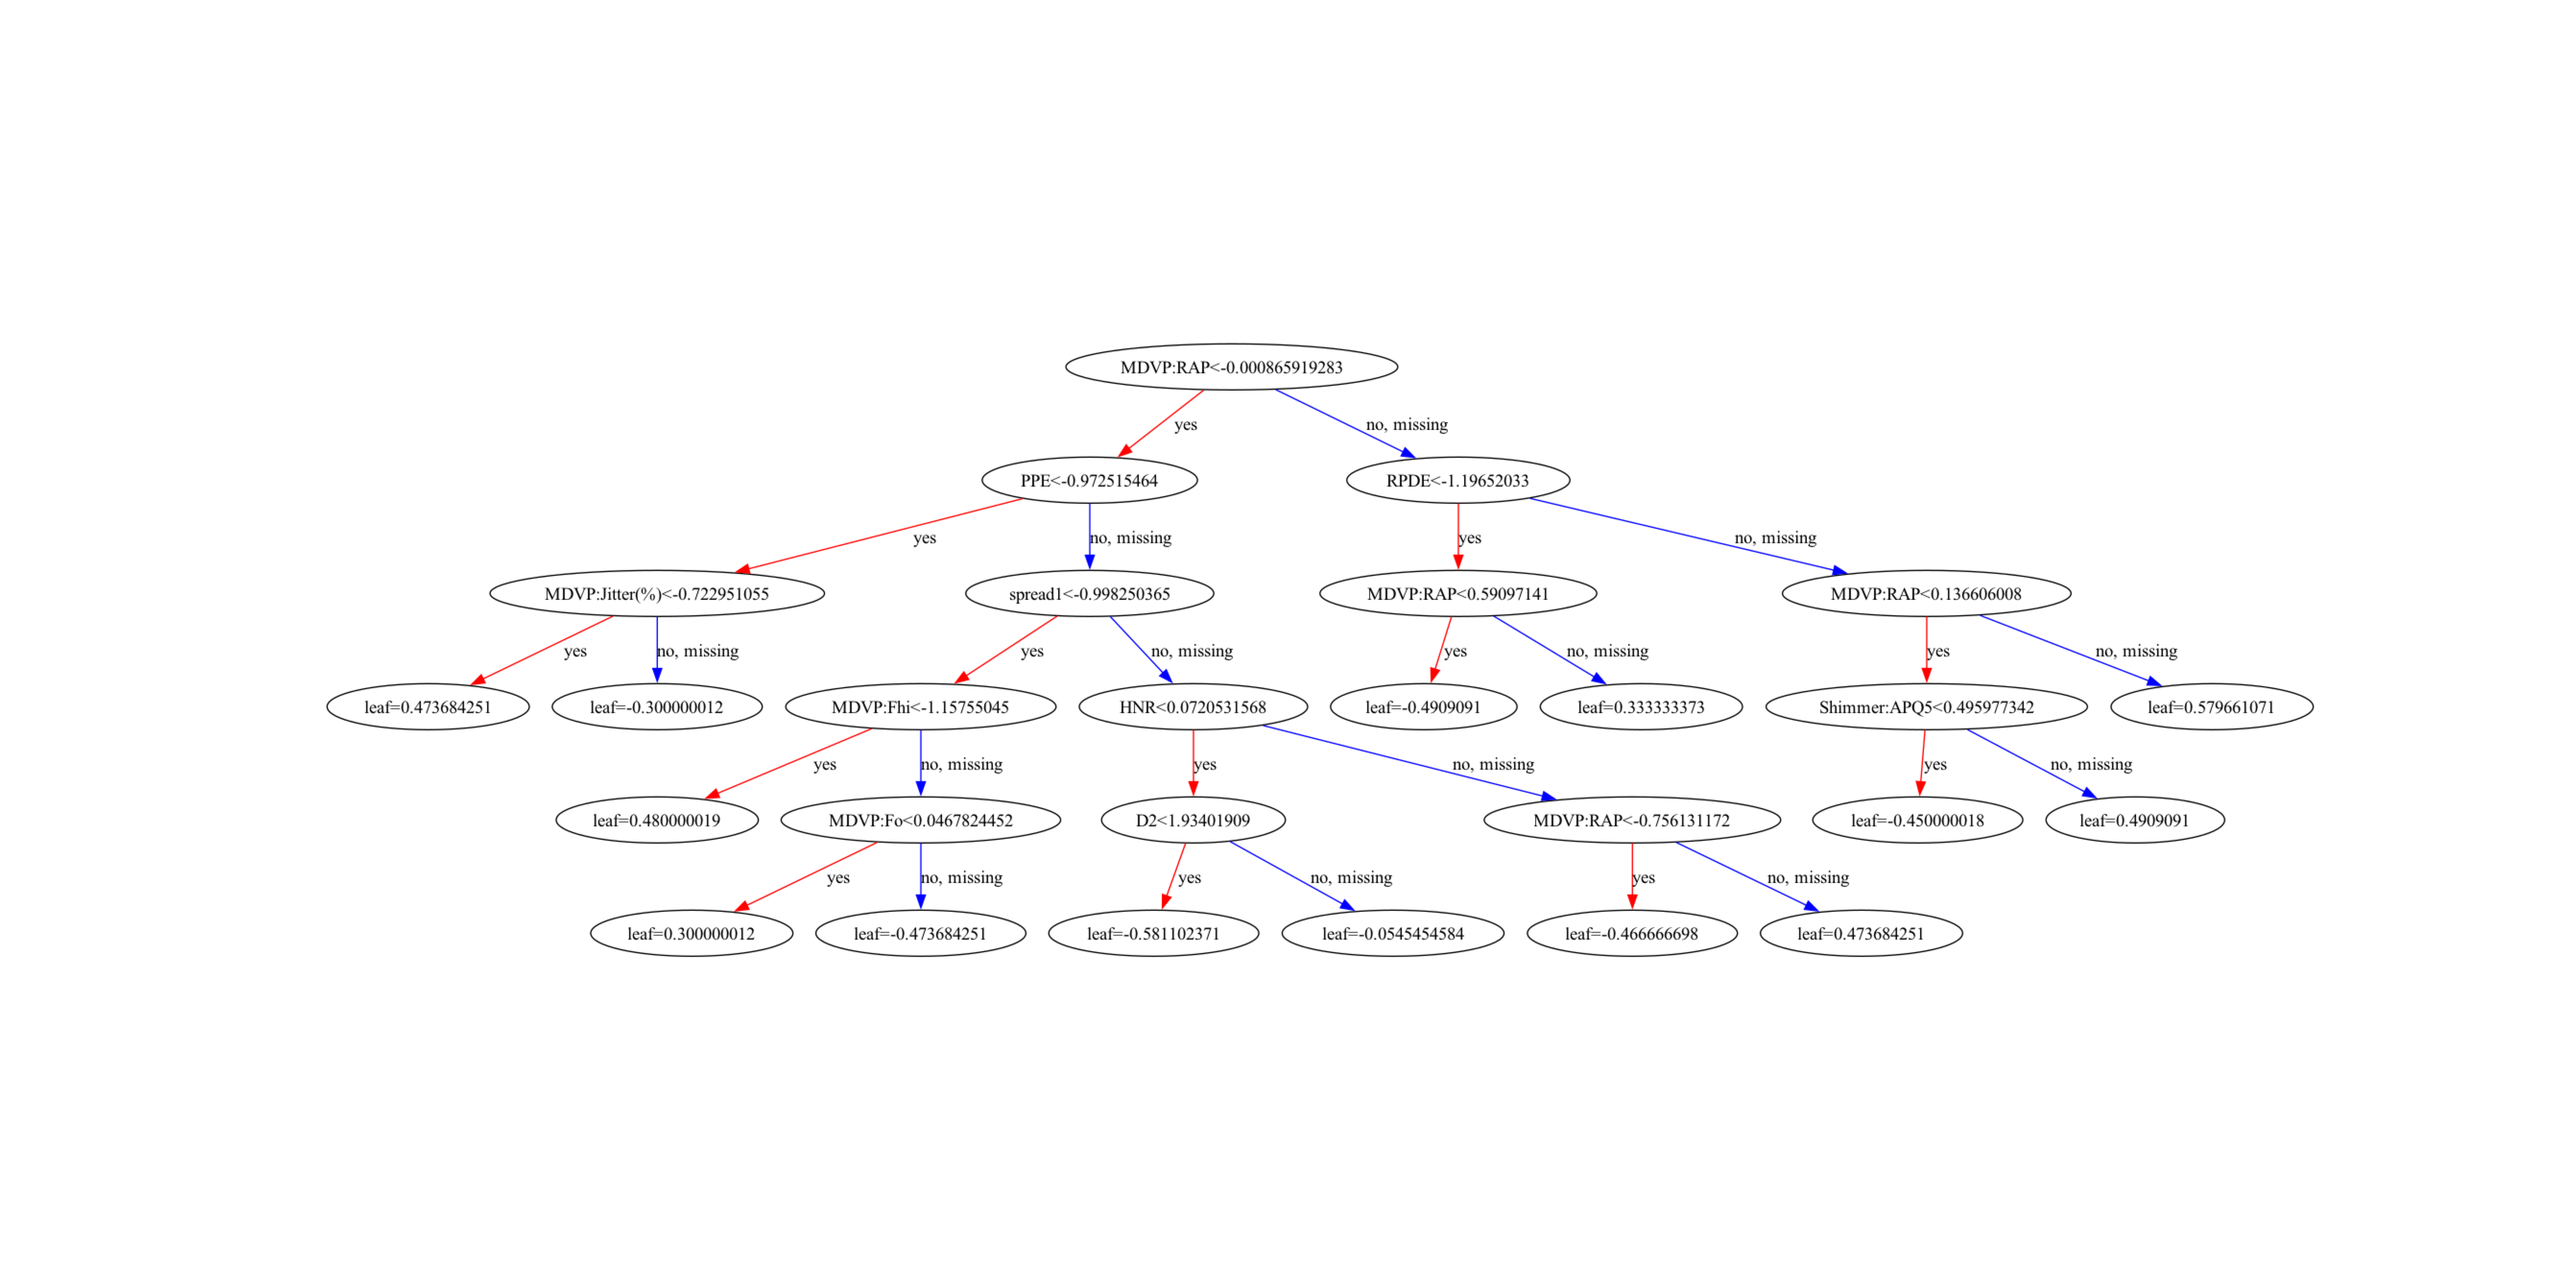 MDVP:RAP<-0.000865919283
yes
no, missing
PPE<-0.972515464
RPDE<-1.19652033
yes
no, missing
yes
no, missing
MDVP:Jitter(%)<-0.722951055
spread1<-0.998250365
MDVP:RAP<0.59097141
MDVP:RAP<0.136606008
yes
no, missing
yes
no, missing
yes
no, missing
yes
no, missing
leaf=0.473684251
leaf=-0.300000012
MDVP:Fhi<-1.15755045
HNR<0.0720531568
leaf=-0.4909091
leaf=0.333333373
Shimmer:APQ5<0.495977342
leaf=0.579661071
yes
no, missing
yes
no, missing
yes
no, missing
leaf=0.480000019
MDVP:Fo<0.0467824452
D2<1.93401909
MDVP:RAP<-0.756131172
leaf=-0.450000018
leaf=0.4909091
yes
no, missing
yes
no, missing
yes
no, missing
leaf=0.300000012
leaf=-0.473684251
leaf=-0.581102371
leaf=-0.0545454584
leaf=-0.466666698
leaf=0.473684251